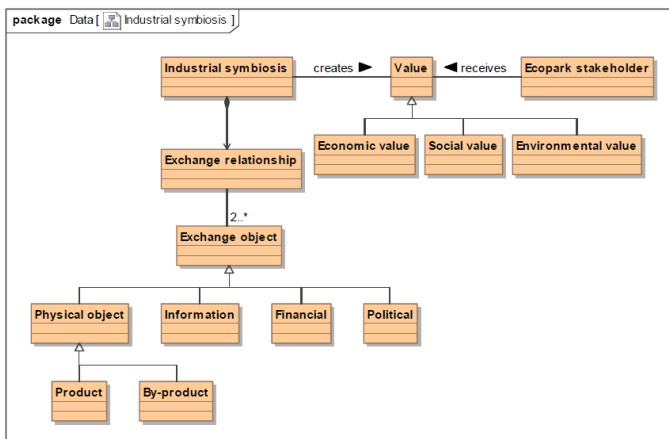 package Data [ Industrial symbiosis ]
Industrial symbiosis creates Value receives Ecopark stakeholder
Economic value Social value Environmental value
Exchange relationship
2..*
Exchange object
Physical object Information Financial Political
Product By-product